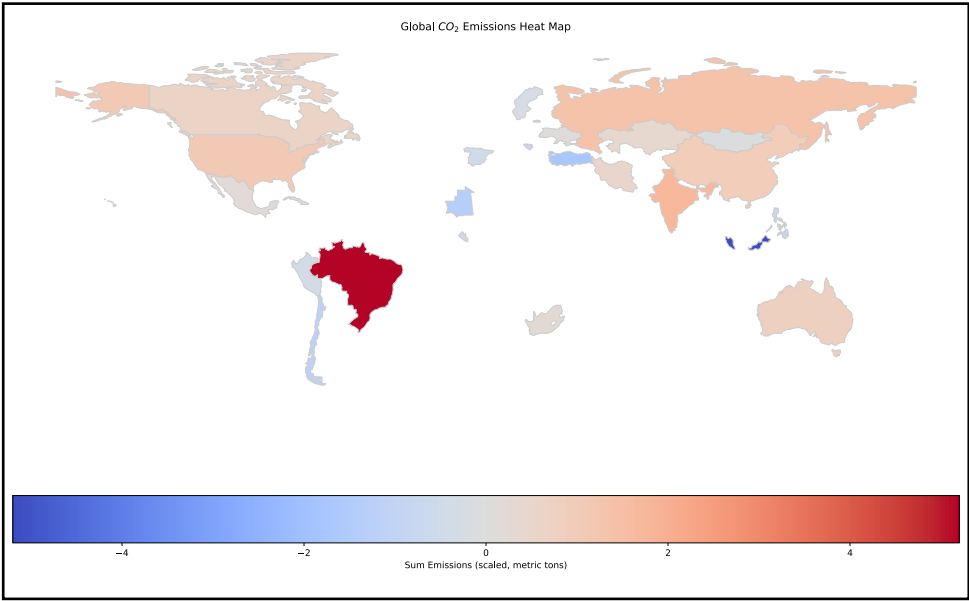 Global CO₂ Emissions Heat Map
−4 −2 0 2 4
Sum Emissions (scaled, metric tons)